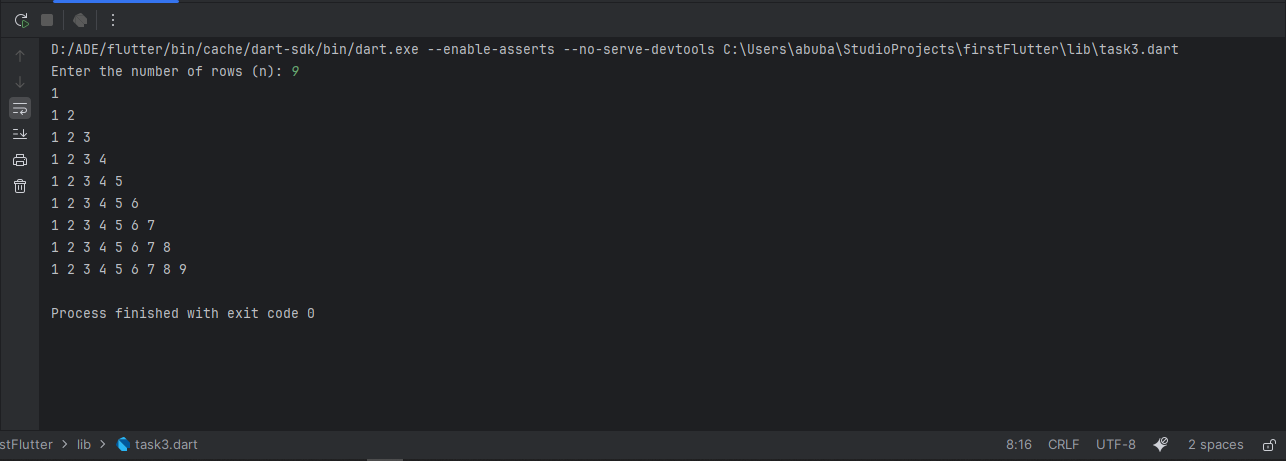 D:/ADE/flutter/bin/cache/dart-sdk/bin/dart.exe --enable-asserts --no-serve-devtools C:\Users\abuba\StudioProjects\firstFlutter\lib\task3.dart
Enter the number of rows (n): 9
1
1 2
1 2 3
1 2 3 4
1 2 3 4 5
1 2 3 4 5 6
1 2 3 4 5 6 7
1 2 3 4 5 6 7 8
1 2 3 4 5 6 7 8 9
Process finished with exit code 0
stFlutter > lib > task3.dart 8:16 CRLF UTF-8 2 spaces